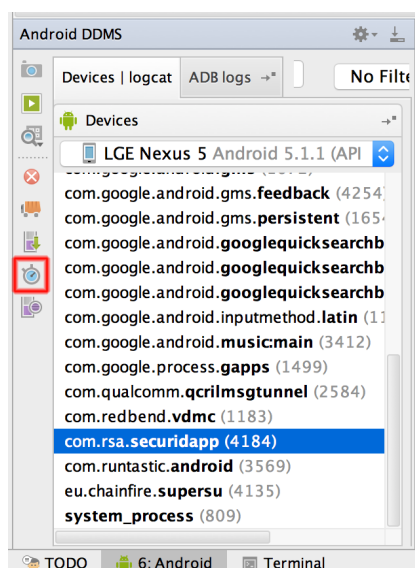 Android DDMS
Devices | logcat
ADB logs
No Filte
Devices
LGE Nexus 5 Android 5.1.1 (API
com.google.android.gms.feedback (4254
com.google.android.gms.persistent (165
com.google.android.googlequicksearchb
com.google.android.googlequicksearchb
com.google.android.googlequicksearchb
com.google.android.inputmethod.latin (1
com.google.android.music:main (3412)
com.google.process.gapps (1499)
com.qualcomm.qcrilmsgtunnel (2584)
com.redbend.vdmc (1183)
com.rsa.securidapp (4184)
com.runtastic.android (3569)
eu.chainfire.supersu (4135)
system_process (809)
TODO
6: Android
Terminal